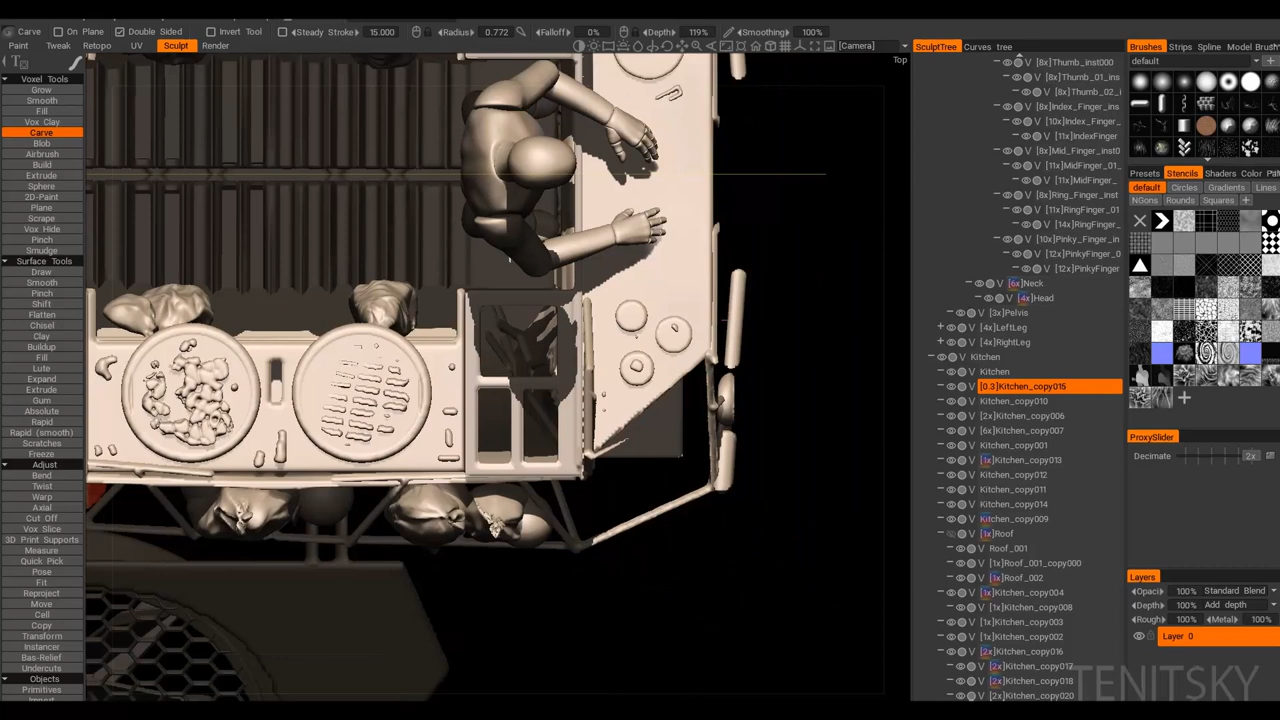 Carve On Plane Double Sided Invert Tool Steady Stroke 15.000 Radius 0.772 Falloff 0% Depth 119% Smoothing 100%
Paint Tweak Retopo UV Sculpt Render
[Camera]
Top
Voxel Tools
Grow
Smooth
Fill
Vox Clay
Carve
Blob
Airbrush
Build
Extrude
Sphere
2D-Paint
Plane
Scrape
Vox Hide
Pinch
Smudge
Surface Tools
Draw
Smooth
Pinch
Shift
Flatten
Chisel
Clay
Buildup
Fill
Lute
Expand
Extrude
Gum
Absolute
Rapid
Rapid (smooth)
Scratches
Freeze
Adjust
Bend
Twist
Warp
Axial
Cut Off
Vox Slice
3D Print Supports
Measure
Quick Pick
Pose
Fit
Reproject
Move
Cell
Copy
Transform
Instancer
Bas-Relief
Undercuts
Objects
Primitives
SculptTree Curves tree
V [8x]Thumb_inst000
V [8x]Thumb_01_ins
V [8x]Thumb_02_i
V [8x]Index_Finger_ins
V [10x]Index_Finger_
V [11x]IndexFinger
V [8x]Mid_Finger_inst0
V [11x]MidFinger_01_
V [11x]MidFinger_
V [8x]Ring_Finger_inst
V [11x]RingFinger_01
V [14x]RingFinger_0
V [10x]Pinky_Finger_in
V [12x]PinkyFinger_0
V [12x]PinkyFinger
V [6x]Neck
V [4x]Head
V [3x]Pelvis
V [4x]LeftLeg
V [4x]RightLeg
V Kitchen
V Kitchen
V [0.3]Kitchen_copy015
V Kitchen_copy010
V [2x]Kitchen_copy006
V [6x]Kitchen_copy007
V Kitchen_copy001
V [1x]Kitchen_copy013
V Kitchen_copy012
V Kitchen_copy011
V Kitchen_copy014
V Kitchen_copy009
V [1x]Roof
V Roof_001
V [1x]Roof_001_copy000
V [1x]Roof_002
V [1x]Kitchen_copy004
V [1x]Kitchen_copy008
V [1x]Kitchen_copy003
V [1x]Kitchen_copy002
V [2x]Kitchen_copy016
V [2x]Kitchen_copy017
V [2x]Kitchen_copy018
V [2x]Kitchen_copy020
Brushes Strips Spline Model
default
Presets Stencils Shaders Color
default Circles Gradients Lines
NGons Rounds Squares +
ProxySlider
Decimate 2x
Layers
Opaci 100% Standard Blend
Depth 100% Add depth
Rough 100% Metal 100%
Layer 0
TENITSKY